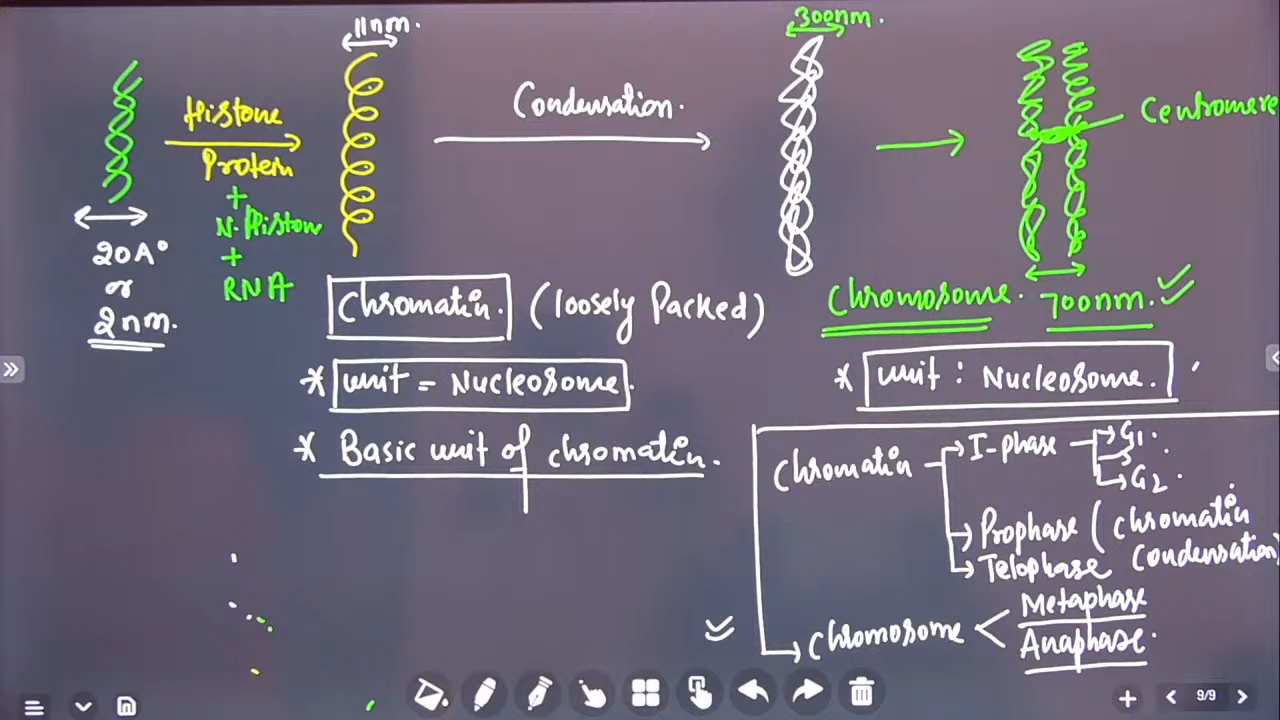 11nm.
300nm.
Histone
Protein
+
N.Histon
+
RNA
Condensation.
Centromere
20A°
or
2nm.
Chromatin. (loosely Packed)
Chromosome. 700nm.
* unit - Nucleosome.
* unit : Nucleosome.
* Basic unit of chromatin.
Chromatin
I-phase
G1.
S
G2.
Prophase (Chromatin
Condensation)
Telophase
Chromosome
Metaphase
Anaphase.
9/9